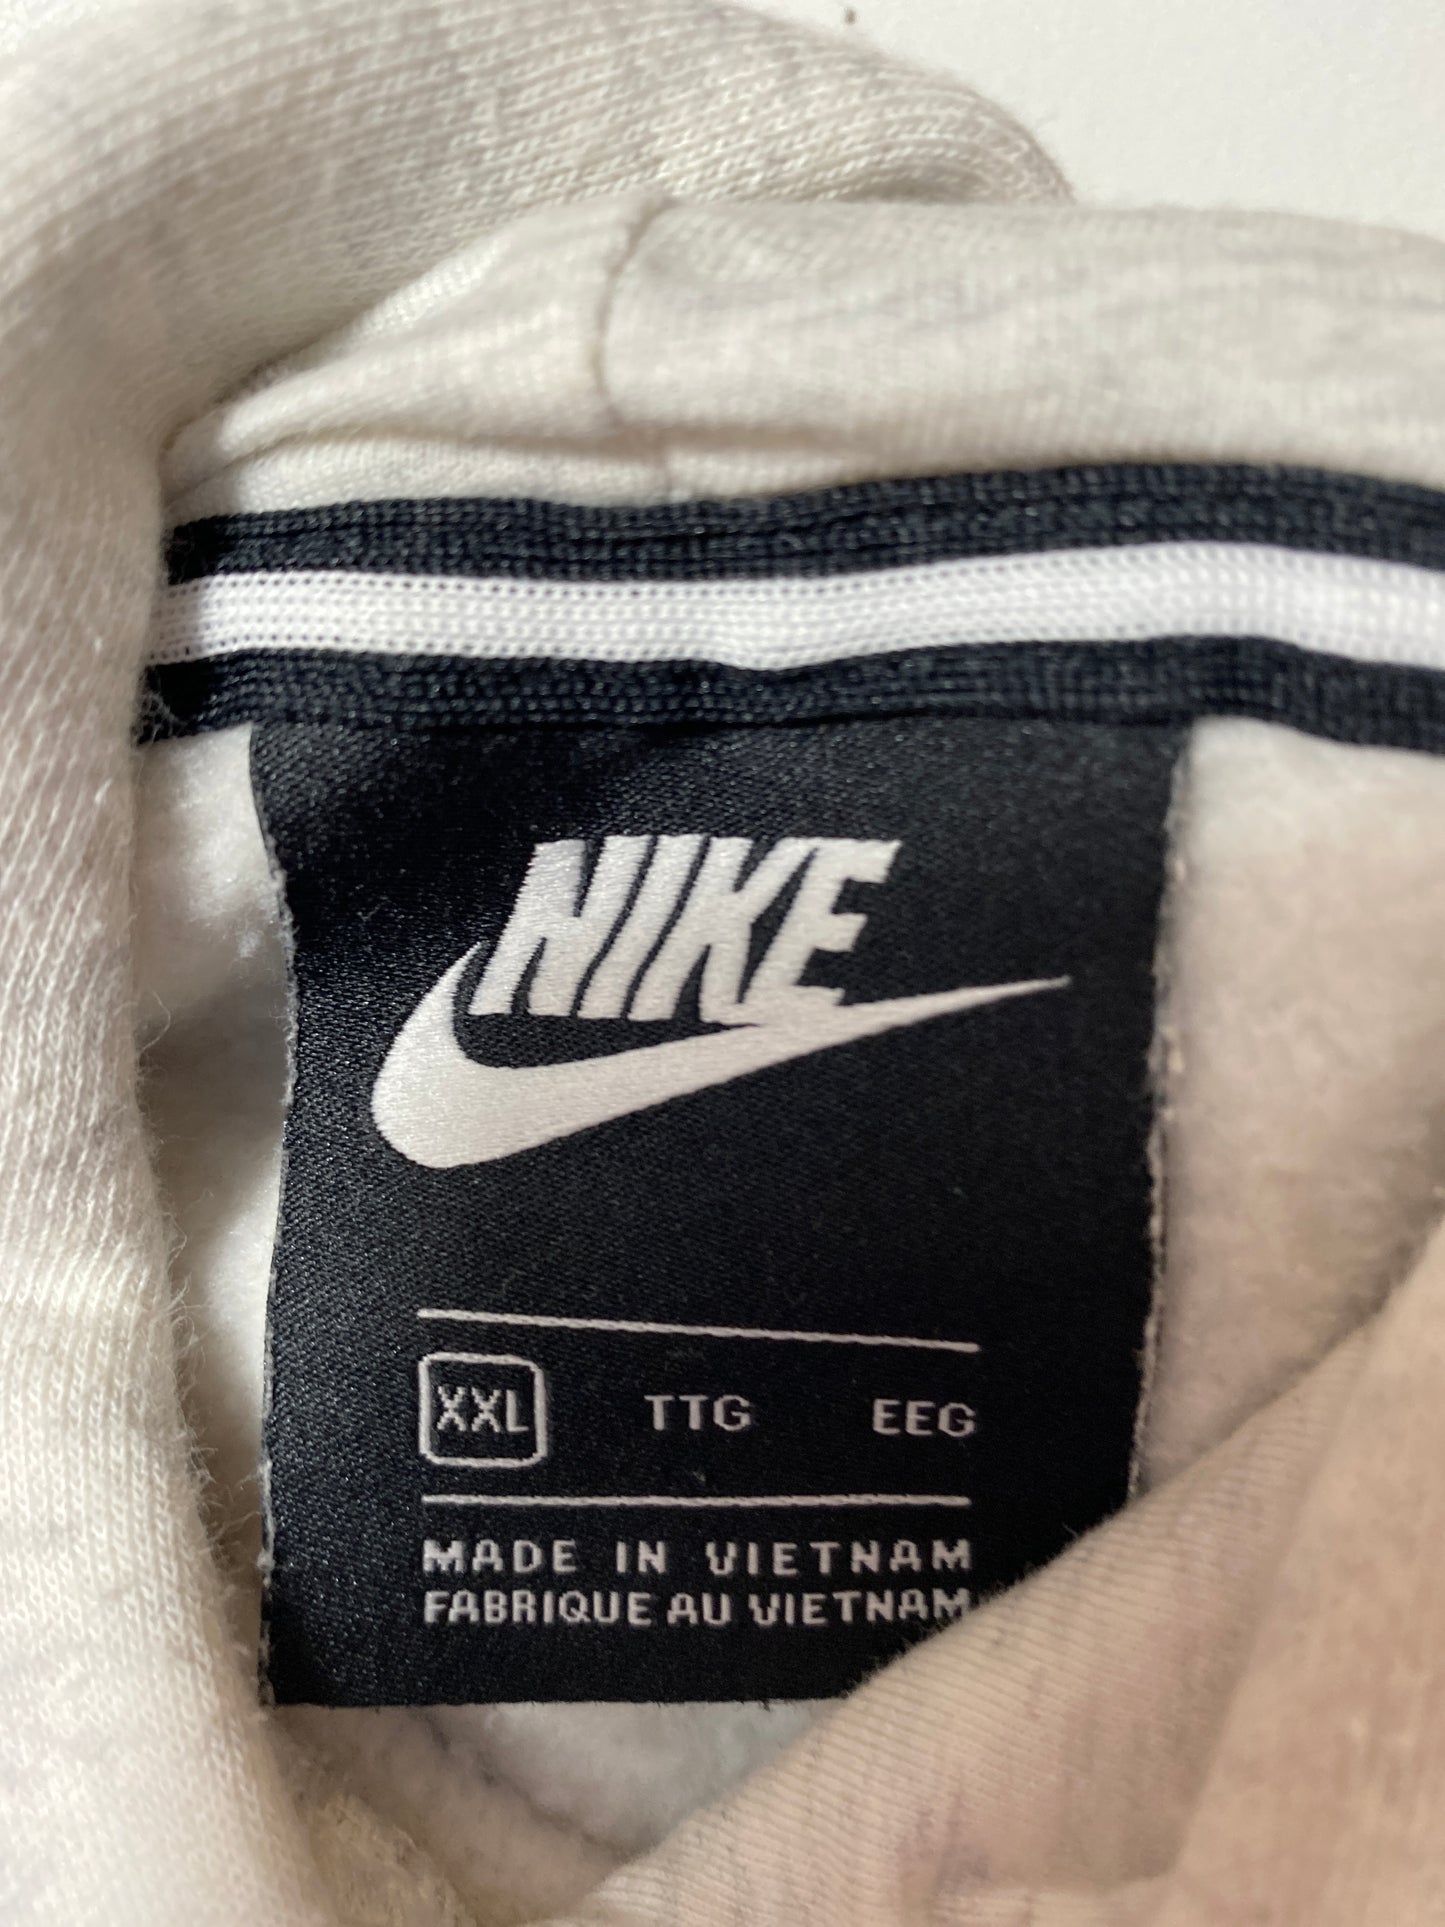 NIKE
XXL TTG EEG
MADE IN VIETNAM
FABRIQUE AU VIETNAM